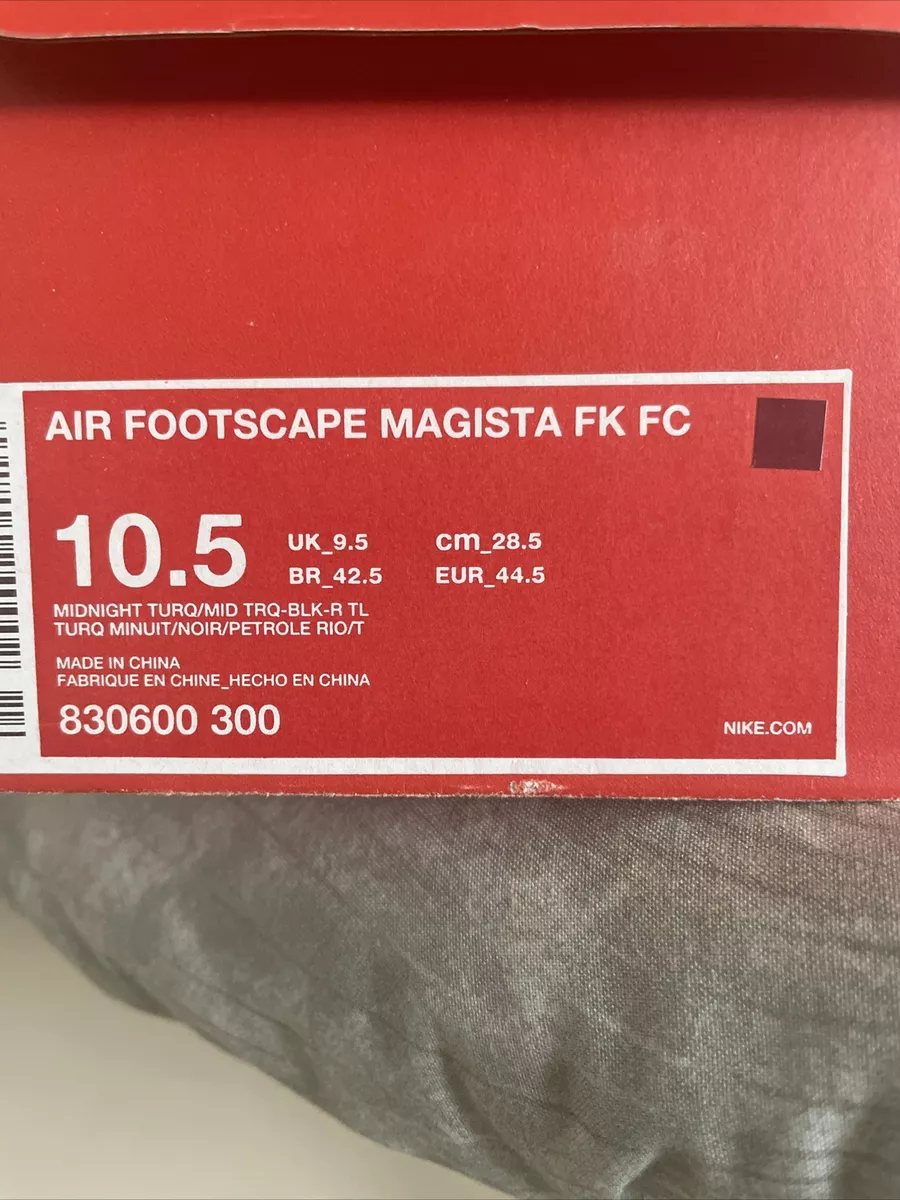 AIR FOOTSCAPE MAGISTA FK FC
10.5
UK_9.5
cm_28.5
BR_42.5
EUR_44.5
MIDNIGHT TURQ/MID TRQ-BLK-R TL
TURQ MINUIT/NOIR/PETROLE RIO/T
MADE IN CHINA
FABRIQUE EN CHINE_HECHO EN CHINA
830600 300
NIKE.COM